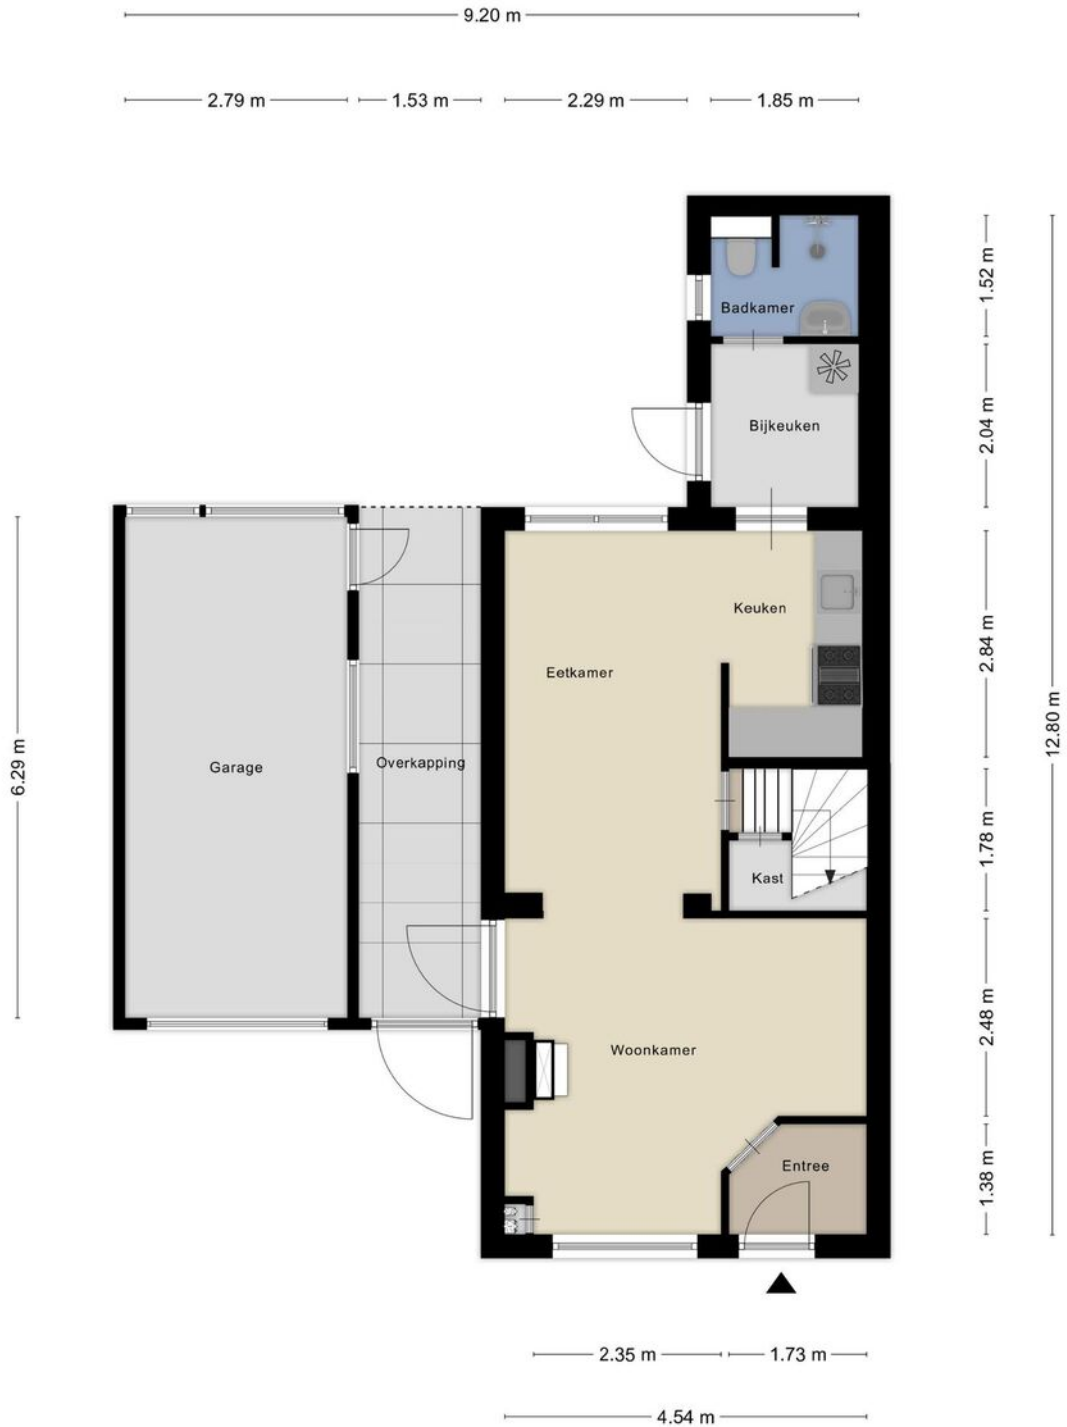 9.20 m
2.79 m
1.53 m
2.29 m
1.85 m
1.52 m
Badkamer
2.04 m
Bijkeuken
Keuken
2.84 m
Eetkamer
12.80 m
6.29 m
Garage
Overkapping
1.78 m
Kast
2.48 m
Woonkamer
Entree
1.38 m
2.35 m
1.73 m
4.54 m